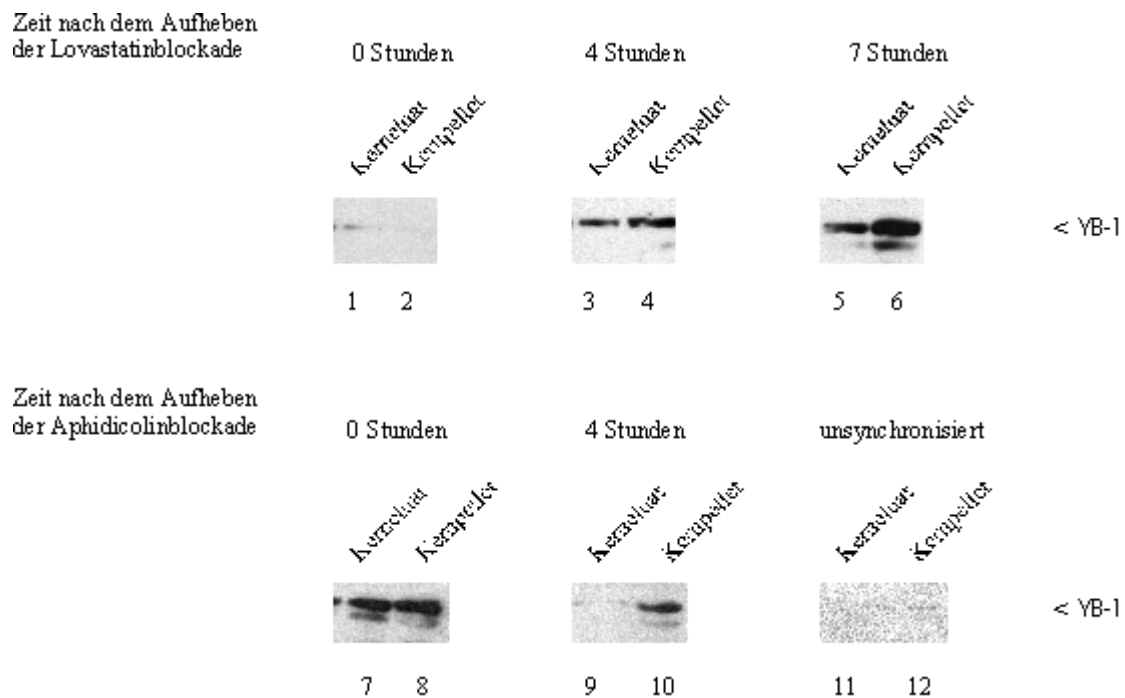 Zeit nach dem Aufheben
der Lovastatinblockade
0 Stunden 4 Stunden 7 Stunden
Kerneluat Kernpellet Kerneluat Kernpellet Kerneluat Kernpellet
< YB-1
1 2 3 4 5 6
Zeit nach dem Aufheben
der Aphidicolinblockade
0 Stunden 4 Stunden unsynchronisiert
Kerneluat Kernpellet Kerneluat Kernpellet Kerneluat Kernpellet
< YB-1
7 8 9 10 11 12